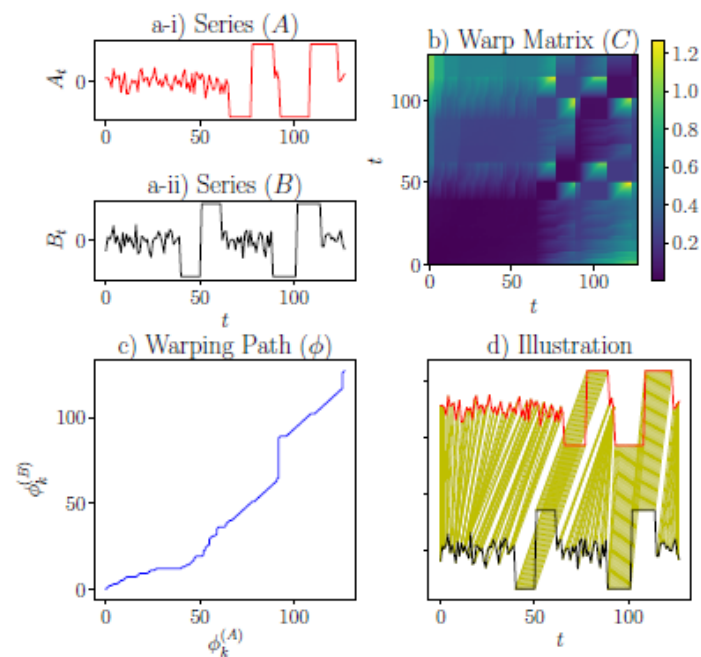 a-i) Series (A)
A_t
0
0
50
100
a-ii) Series (B)
B_t
0
0
50
100
t
b) Warp Matrix (C)
t
100
50
0
0
50
100
t
1.2
1.0
0.8
0.6
0.4
0.2
c) Warping Path (ϕ)
ϕ_k^(B)
100
50
0
0
50
100
ϕ_k^(A)
d) Illustration
0
50
100
t